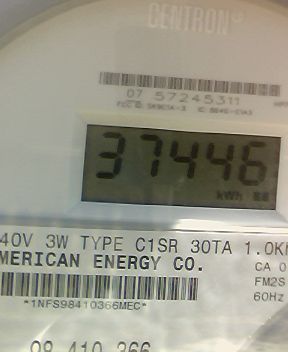 CENTRON
07 57245311
37446
kWh
40V 3W TYPE C1SR 30TA 1.0K
MERICAN ENERGY CO.
CA 0
FM2S
60Hz
*1NFS98410366MEC*
98 410 366